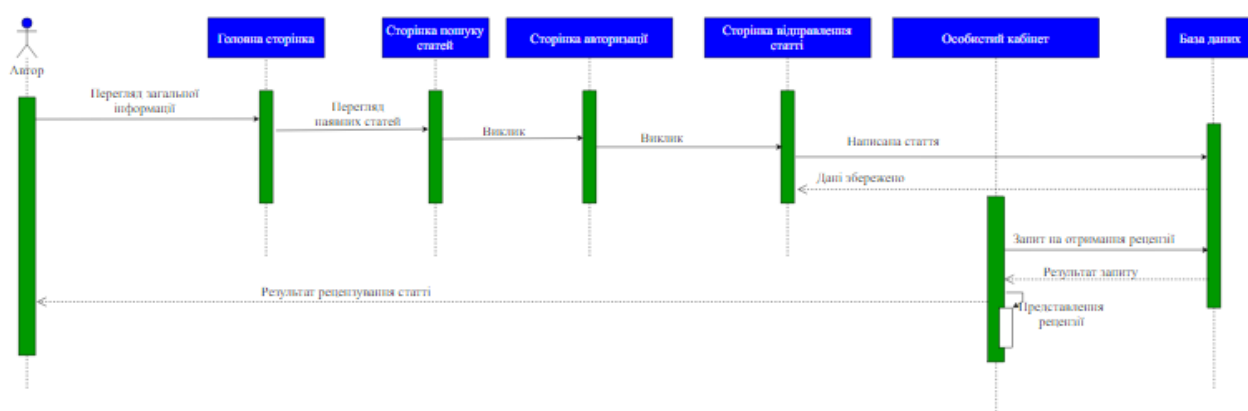 Головна сторінка
Сторінка пошуку
статей
Сторінка авторизації
Сторінка відправлення
статті
Особистий кабінет
База даних
Автор
Перегляд загальної
інформації
Перегляд
наявних статей
Виклик
Виклик
Написана стаття
Дані збережено
Запит на отримання рецензії
Результат запиту
Результат рецензування статті
Представлення
рецензії